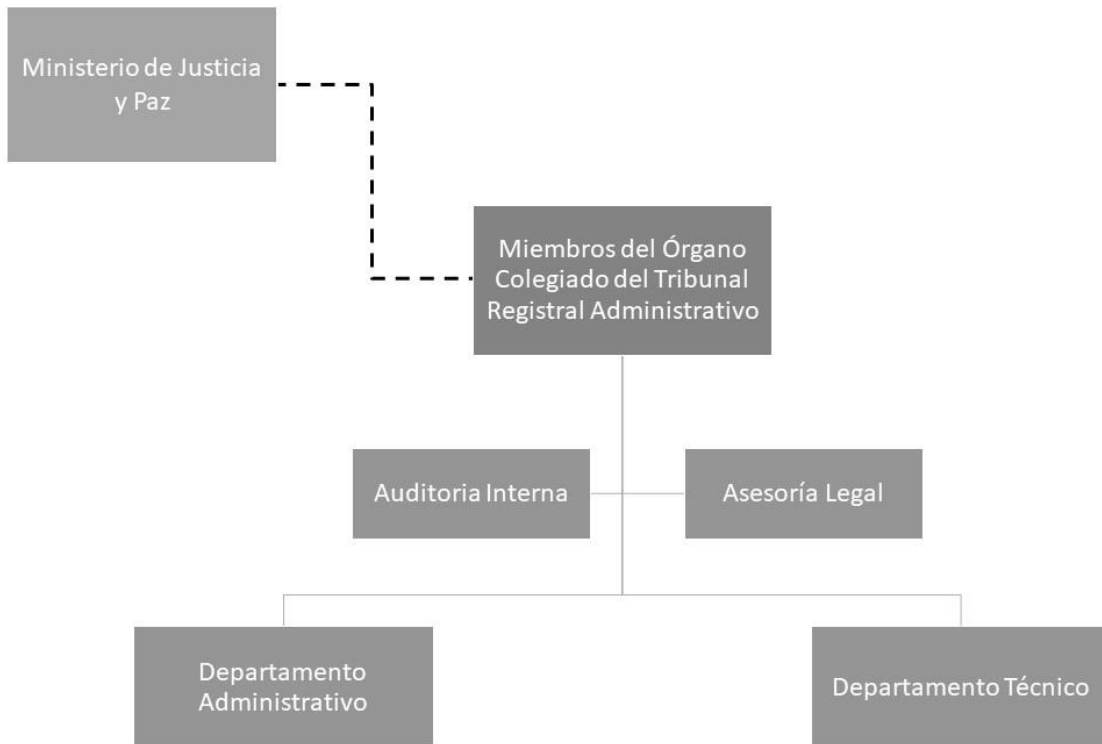 Ministerio de Justicia
y Paz
Miembros del Órgano
Colegiado del Tribunal
Registral Administrativo
Auditoria Interna
Asesoría Legal
Departamento
Administrativo
Departamento Técnico